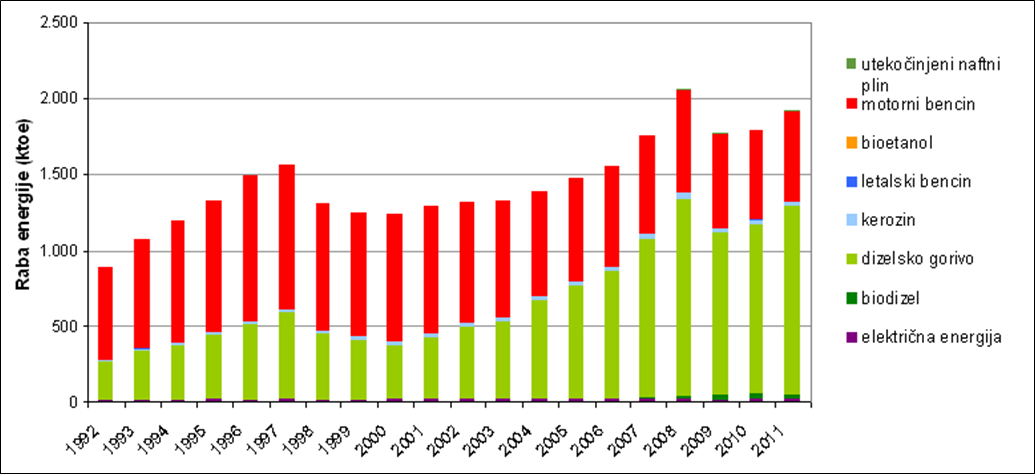 2.500
2.000
1.500
1.000
500
0
Raba energije (ktoe)
1992
1993
1994
1995
1996
1997
1998
1999
2000
2001
2002
2003
2004
2005
2006
2007
2008
2009
2010
2011
utekočinjeni naftni
plin
motorni bencin
bioetanol
letalski bencin
kerozin
dizelsko gorivo
biodizel
električna energija